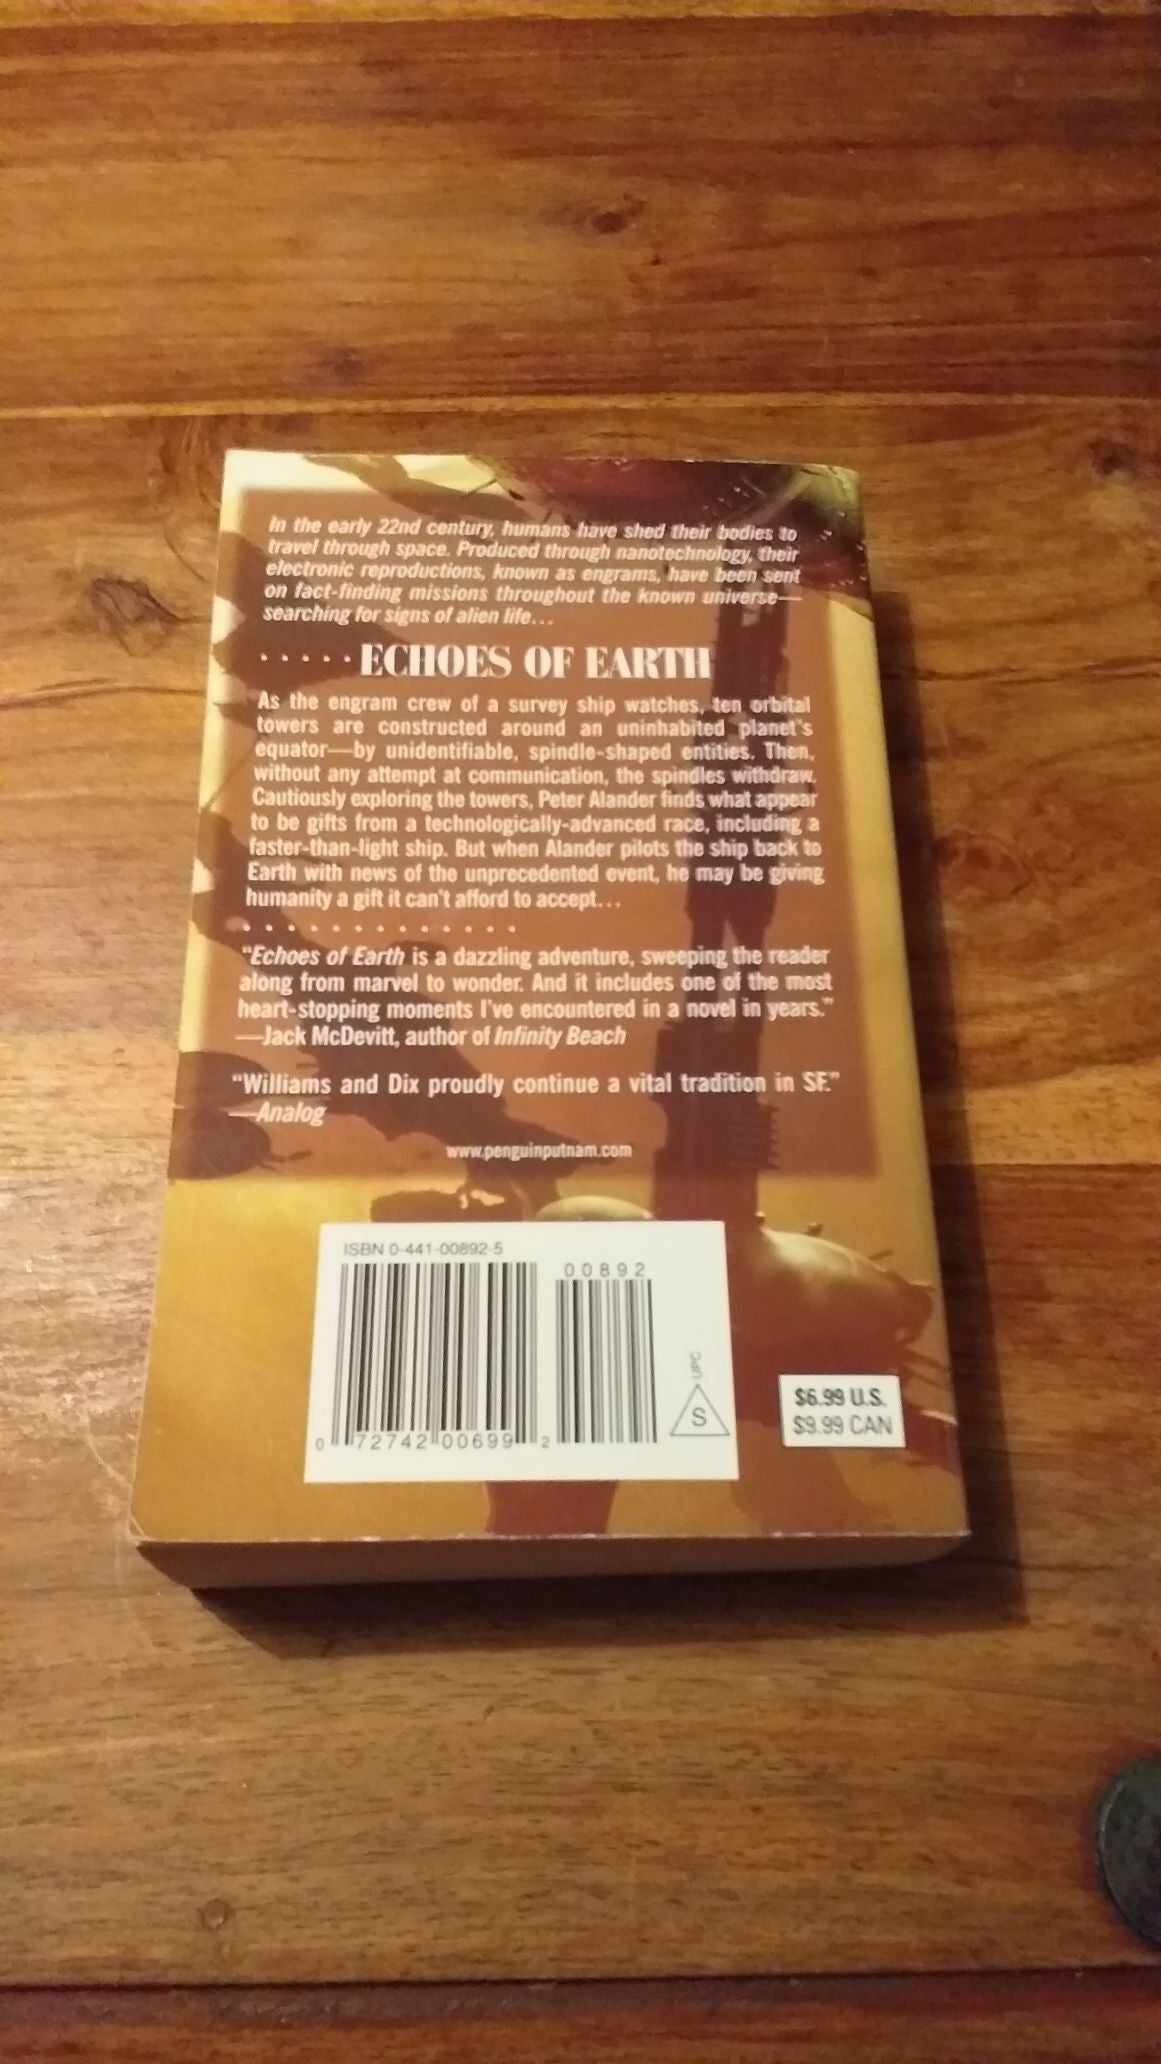 In the early 22nd century, humans have shed their bodies to
travel through space. Produced through nanotechnology, their
electronic reproductions, known as engrams, have been sent
on fact-finding missions throughout the known universe—
searching for signs of alien life...
. . . . . ECHOES OF EARTH
As the engram crew of a survey ship watches, ten orbital
towers are constructed around an uninhabited planet's
equator—by unidentifiable, spindle-shaped entities. Then,
without any attempt at communication, the spindles withdraw.
Cautiously exploring the towers, Peter Alander finds what appear
to be gifts from a technologically-advanced race, including a
faster-than-light ship. But when Alander pilots the ship back to
Earth with news of the unprecedented event, he may be giving
humanity a gift it can't afford to accept...
. . . . . . . . . . . . .
"Echoes of Earth is a dazzling adventure, sweeping the reader
along from marvel to wonder. And it includes one of the most
heart-stopping moments I've encountered in a novel in years."
—Jack McDevitt, author of Infinity Beach
"Williams and Dix proudly continue a vital tradition in SF."
—Analog
www.penguinputnam.com
ISBN 0-441-00892-5
00892
0 72742 00699 2
UPC
S
$6.99 U.S.
$9.99 CAN